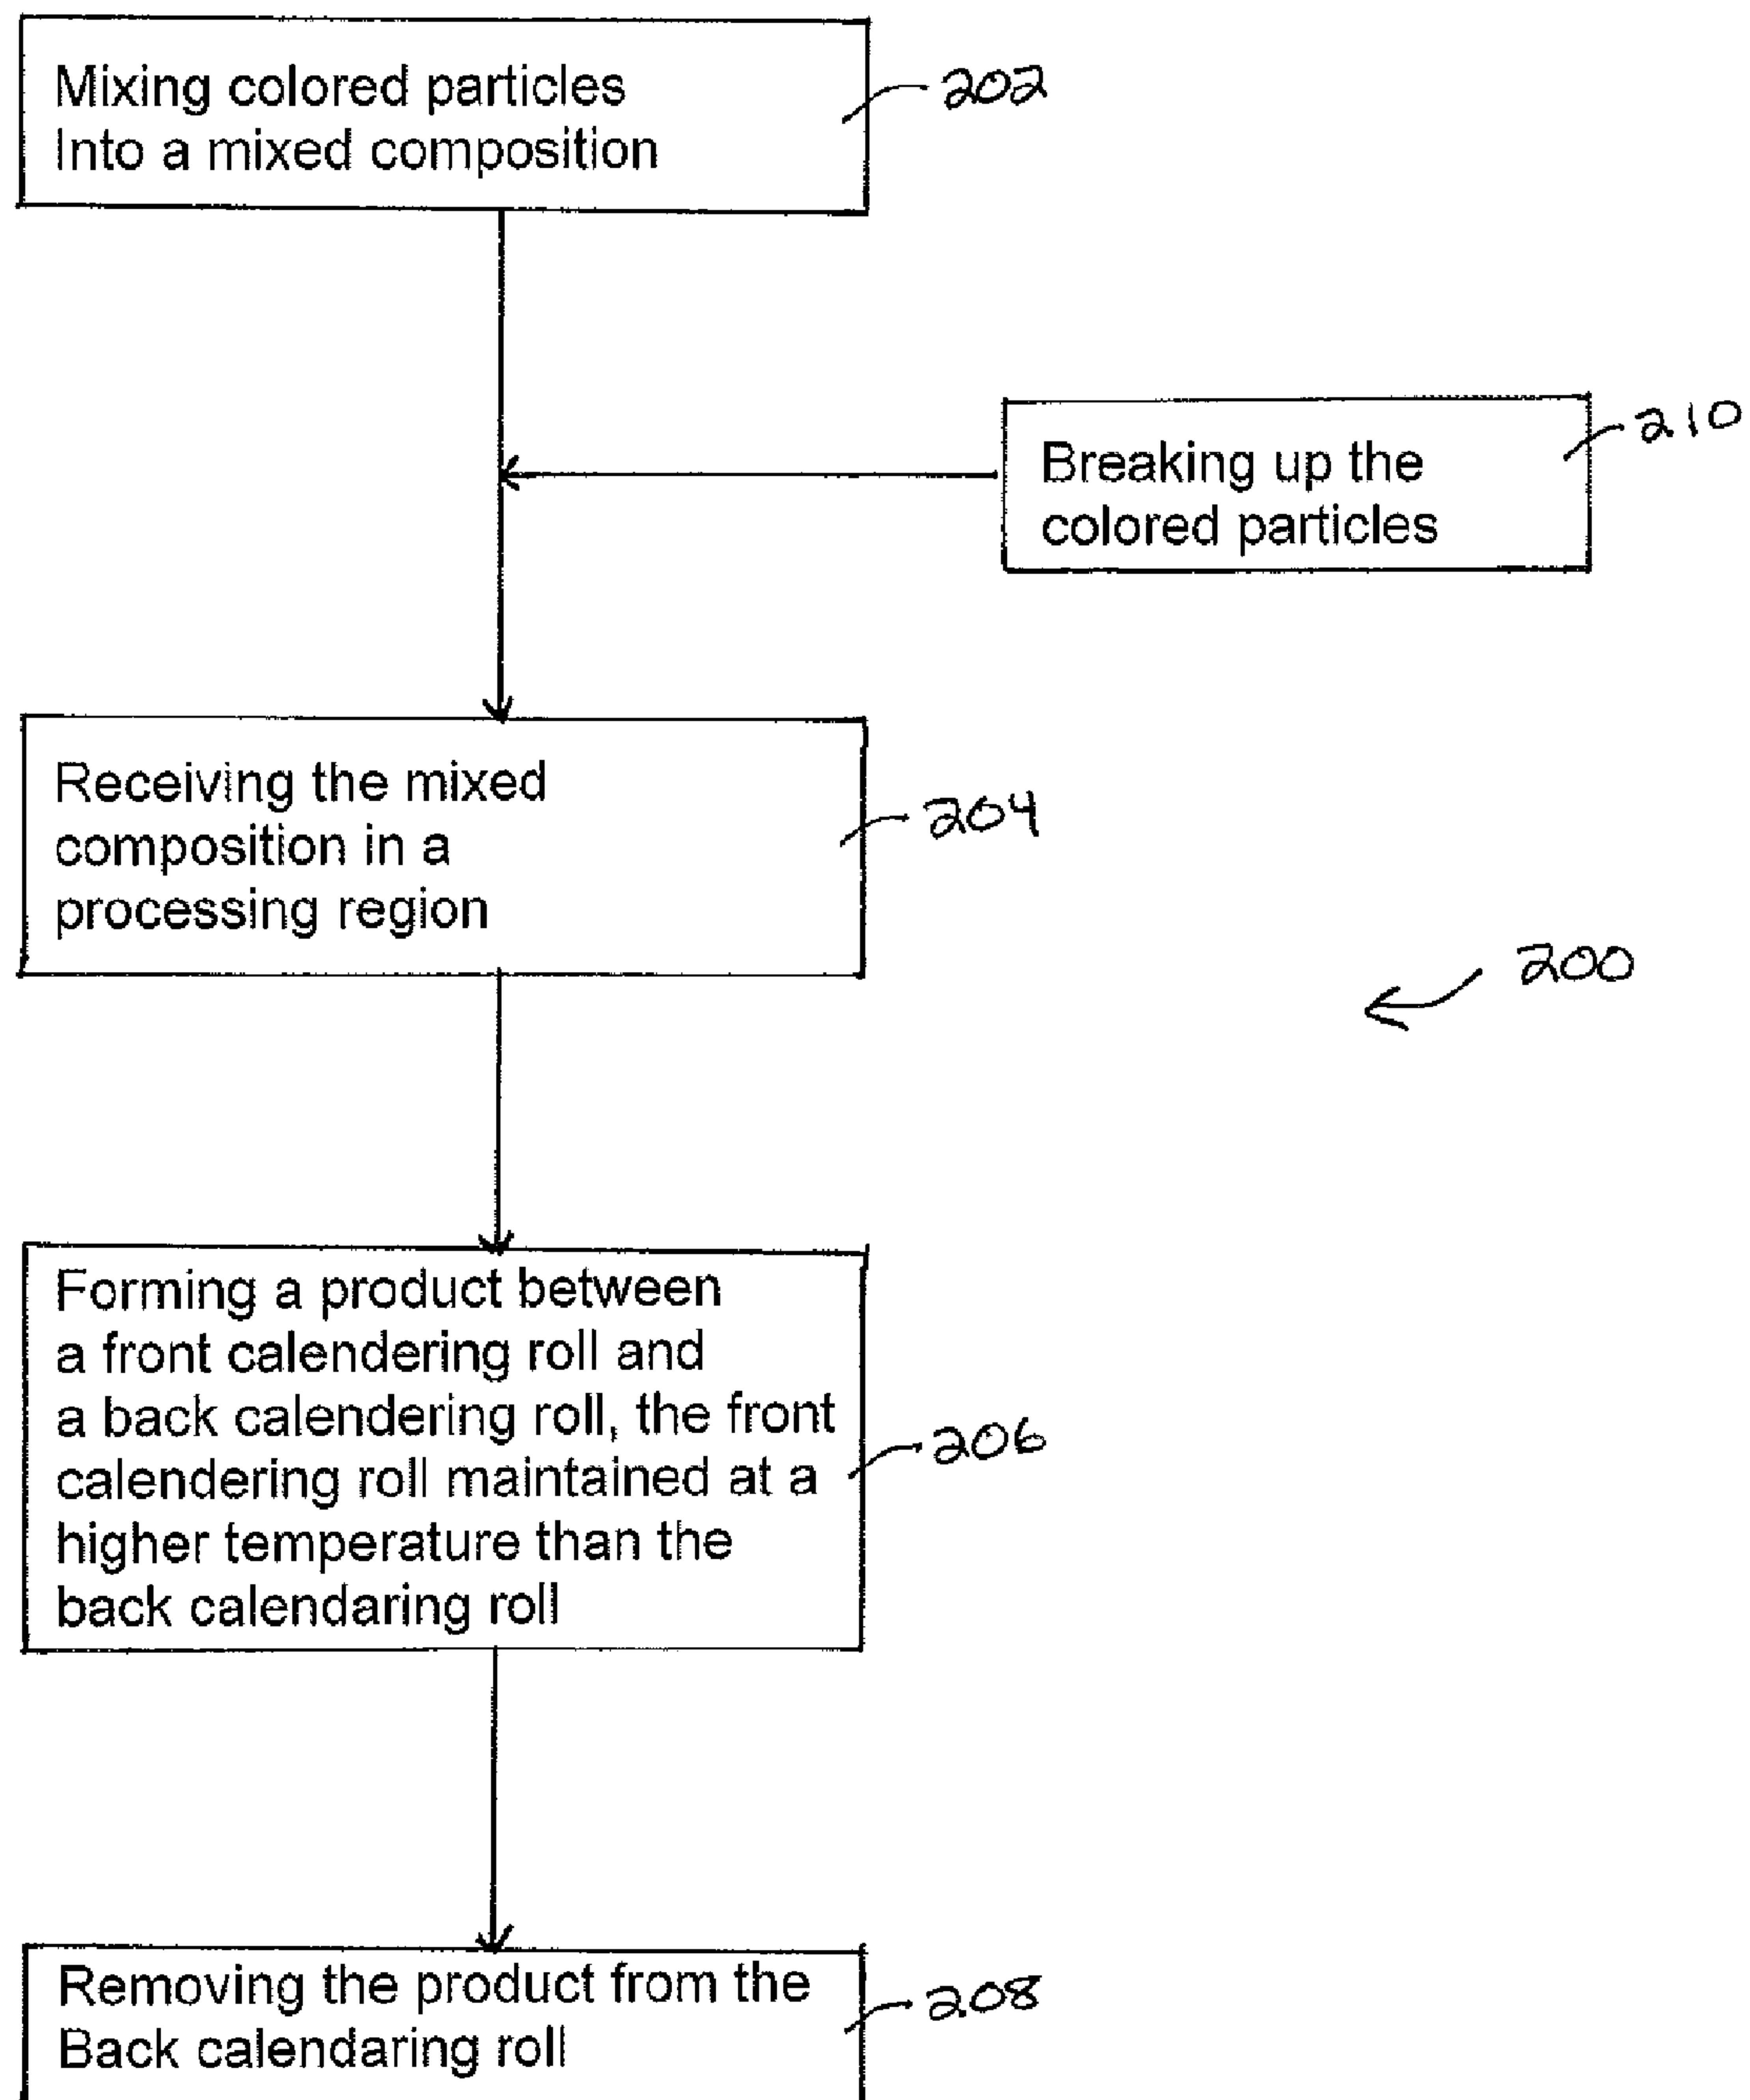 Mixing colored particles
Into a mixed composition
202
210
Breaking up the
colored particles
Receiving the mixed
composition in a
processing region
204
200
Forming a product between
a front calendering roll and
a back calendering roll, the front
calendering roll maintained at a
higher temperature than the
back calendaring roll
206
Removing the product from the
Back calendaring roll
208